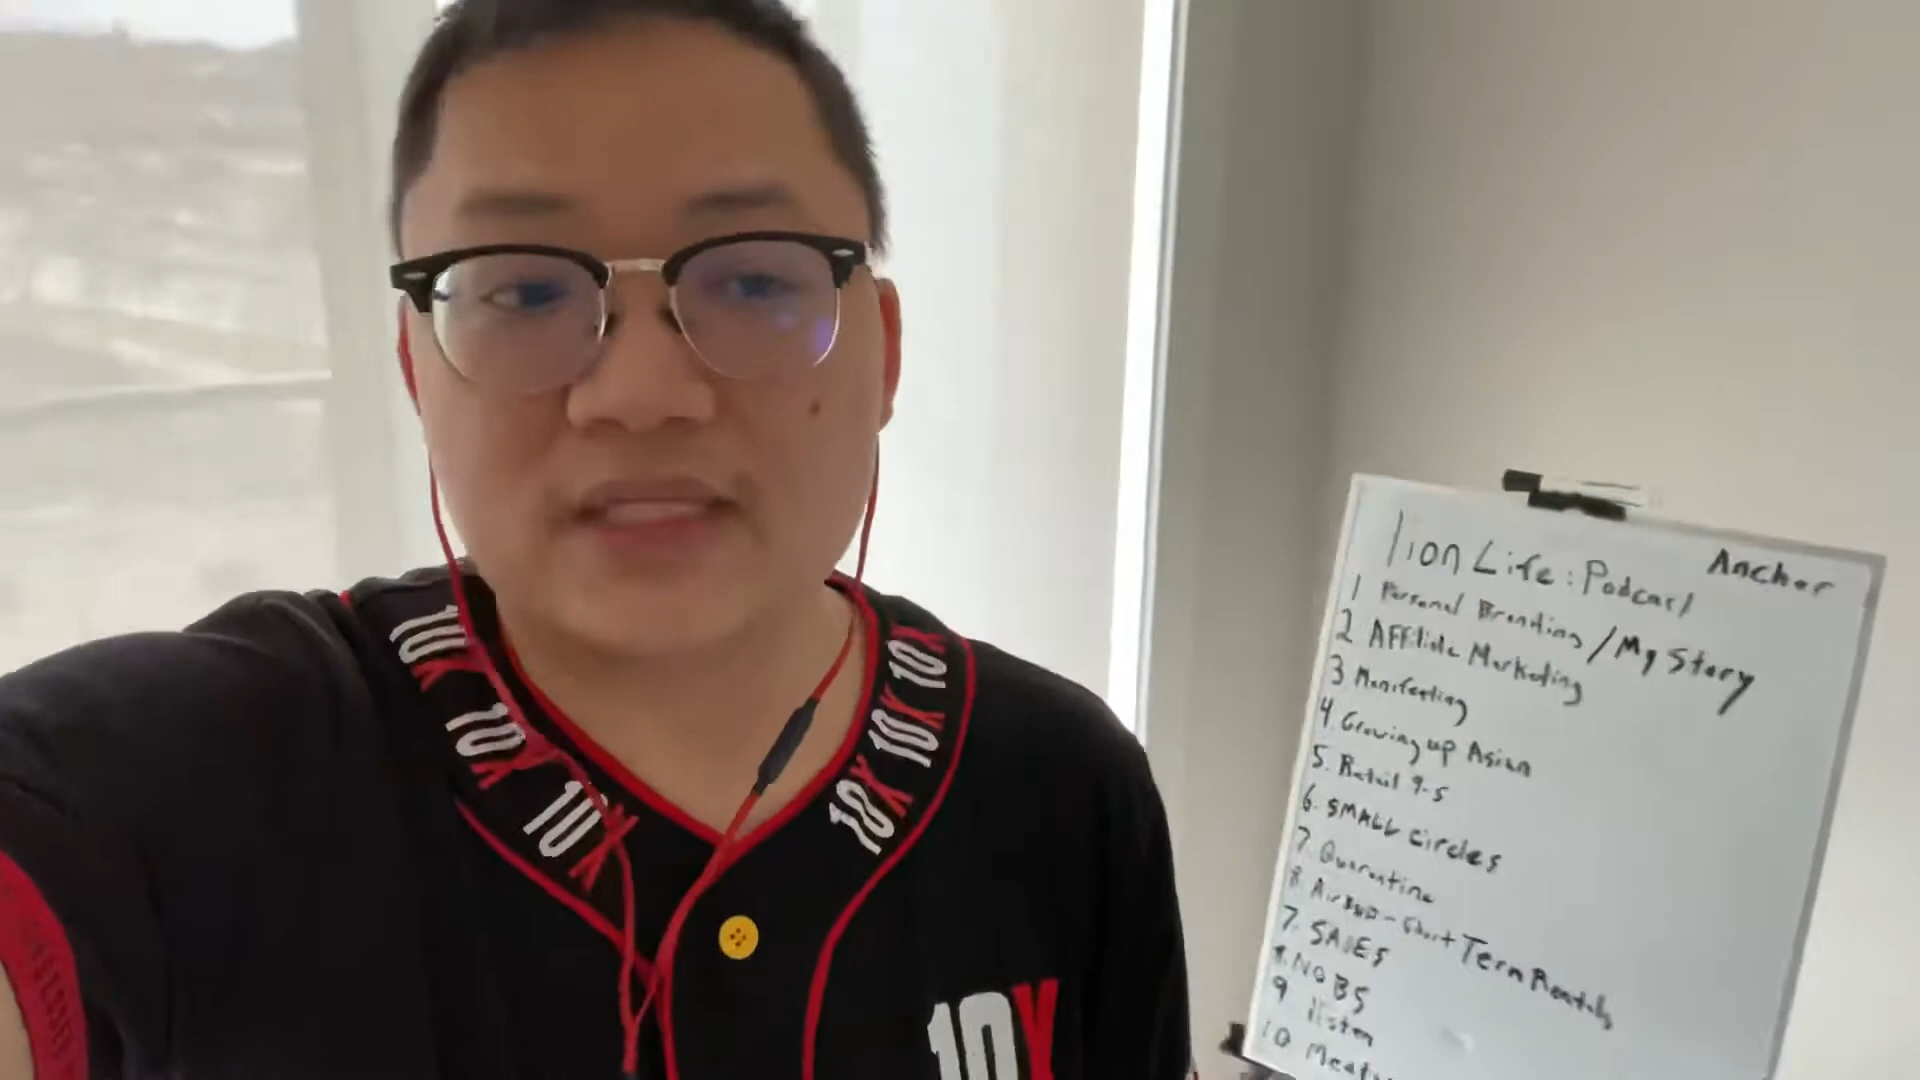 lion Life: Podcast
Anchor
1 Personal Branding / My Story
2 Affiliate Marketing
3 Manifesting
4. Growing up Asian
5. Retail 9-5
6. SMALL circles
7. Quarantine
8. AirBNB - Short Term Rentals
7. SALES
8. NO BS
9 listen
10
10X
10X
10X
10X
10X
10X
10X